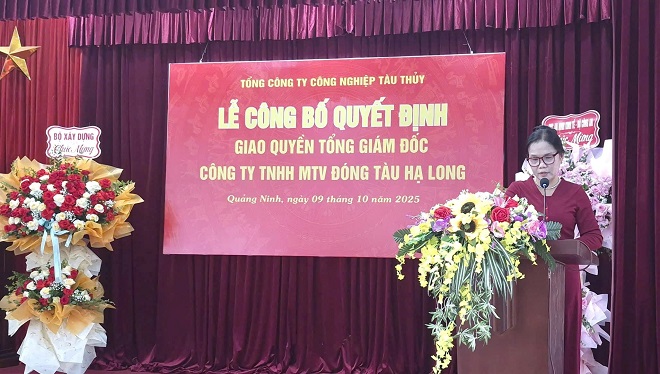 TỔNG CÔNG TY CÔNG NGHIỆP TÀU THỦY
LỄ CÔNG BỐ QUYẾT ĐỊNH
GIAO QUYỀN TỔNG GIÁM ĐỐC
CÔNG TY TNHH MTV ĐÓNG TÀU HẠ LONG
Quảng Ninh, ngày 09 tháng 10 năm 2025
BỘ XÂY DỰNG
Chúc Mừng
Chúc Mừng